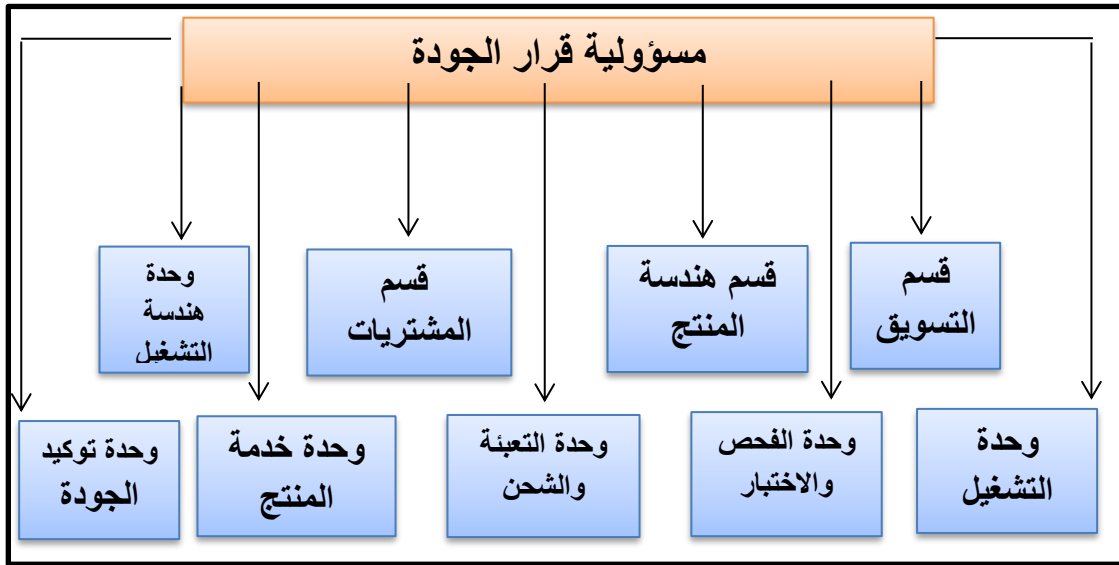 مسؤولية قرار الجودة
قسم
التسويق
قسم هندسة
المنتج
قسم
المشتريات
وحدة
هندسة
التشغيل
وحدة
التشغيل
وحدة الفحص
والاختبار
وحدة التعبئة
والشحن
وحدة خدمة
المنتج
وحدة توكيد
الجودة